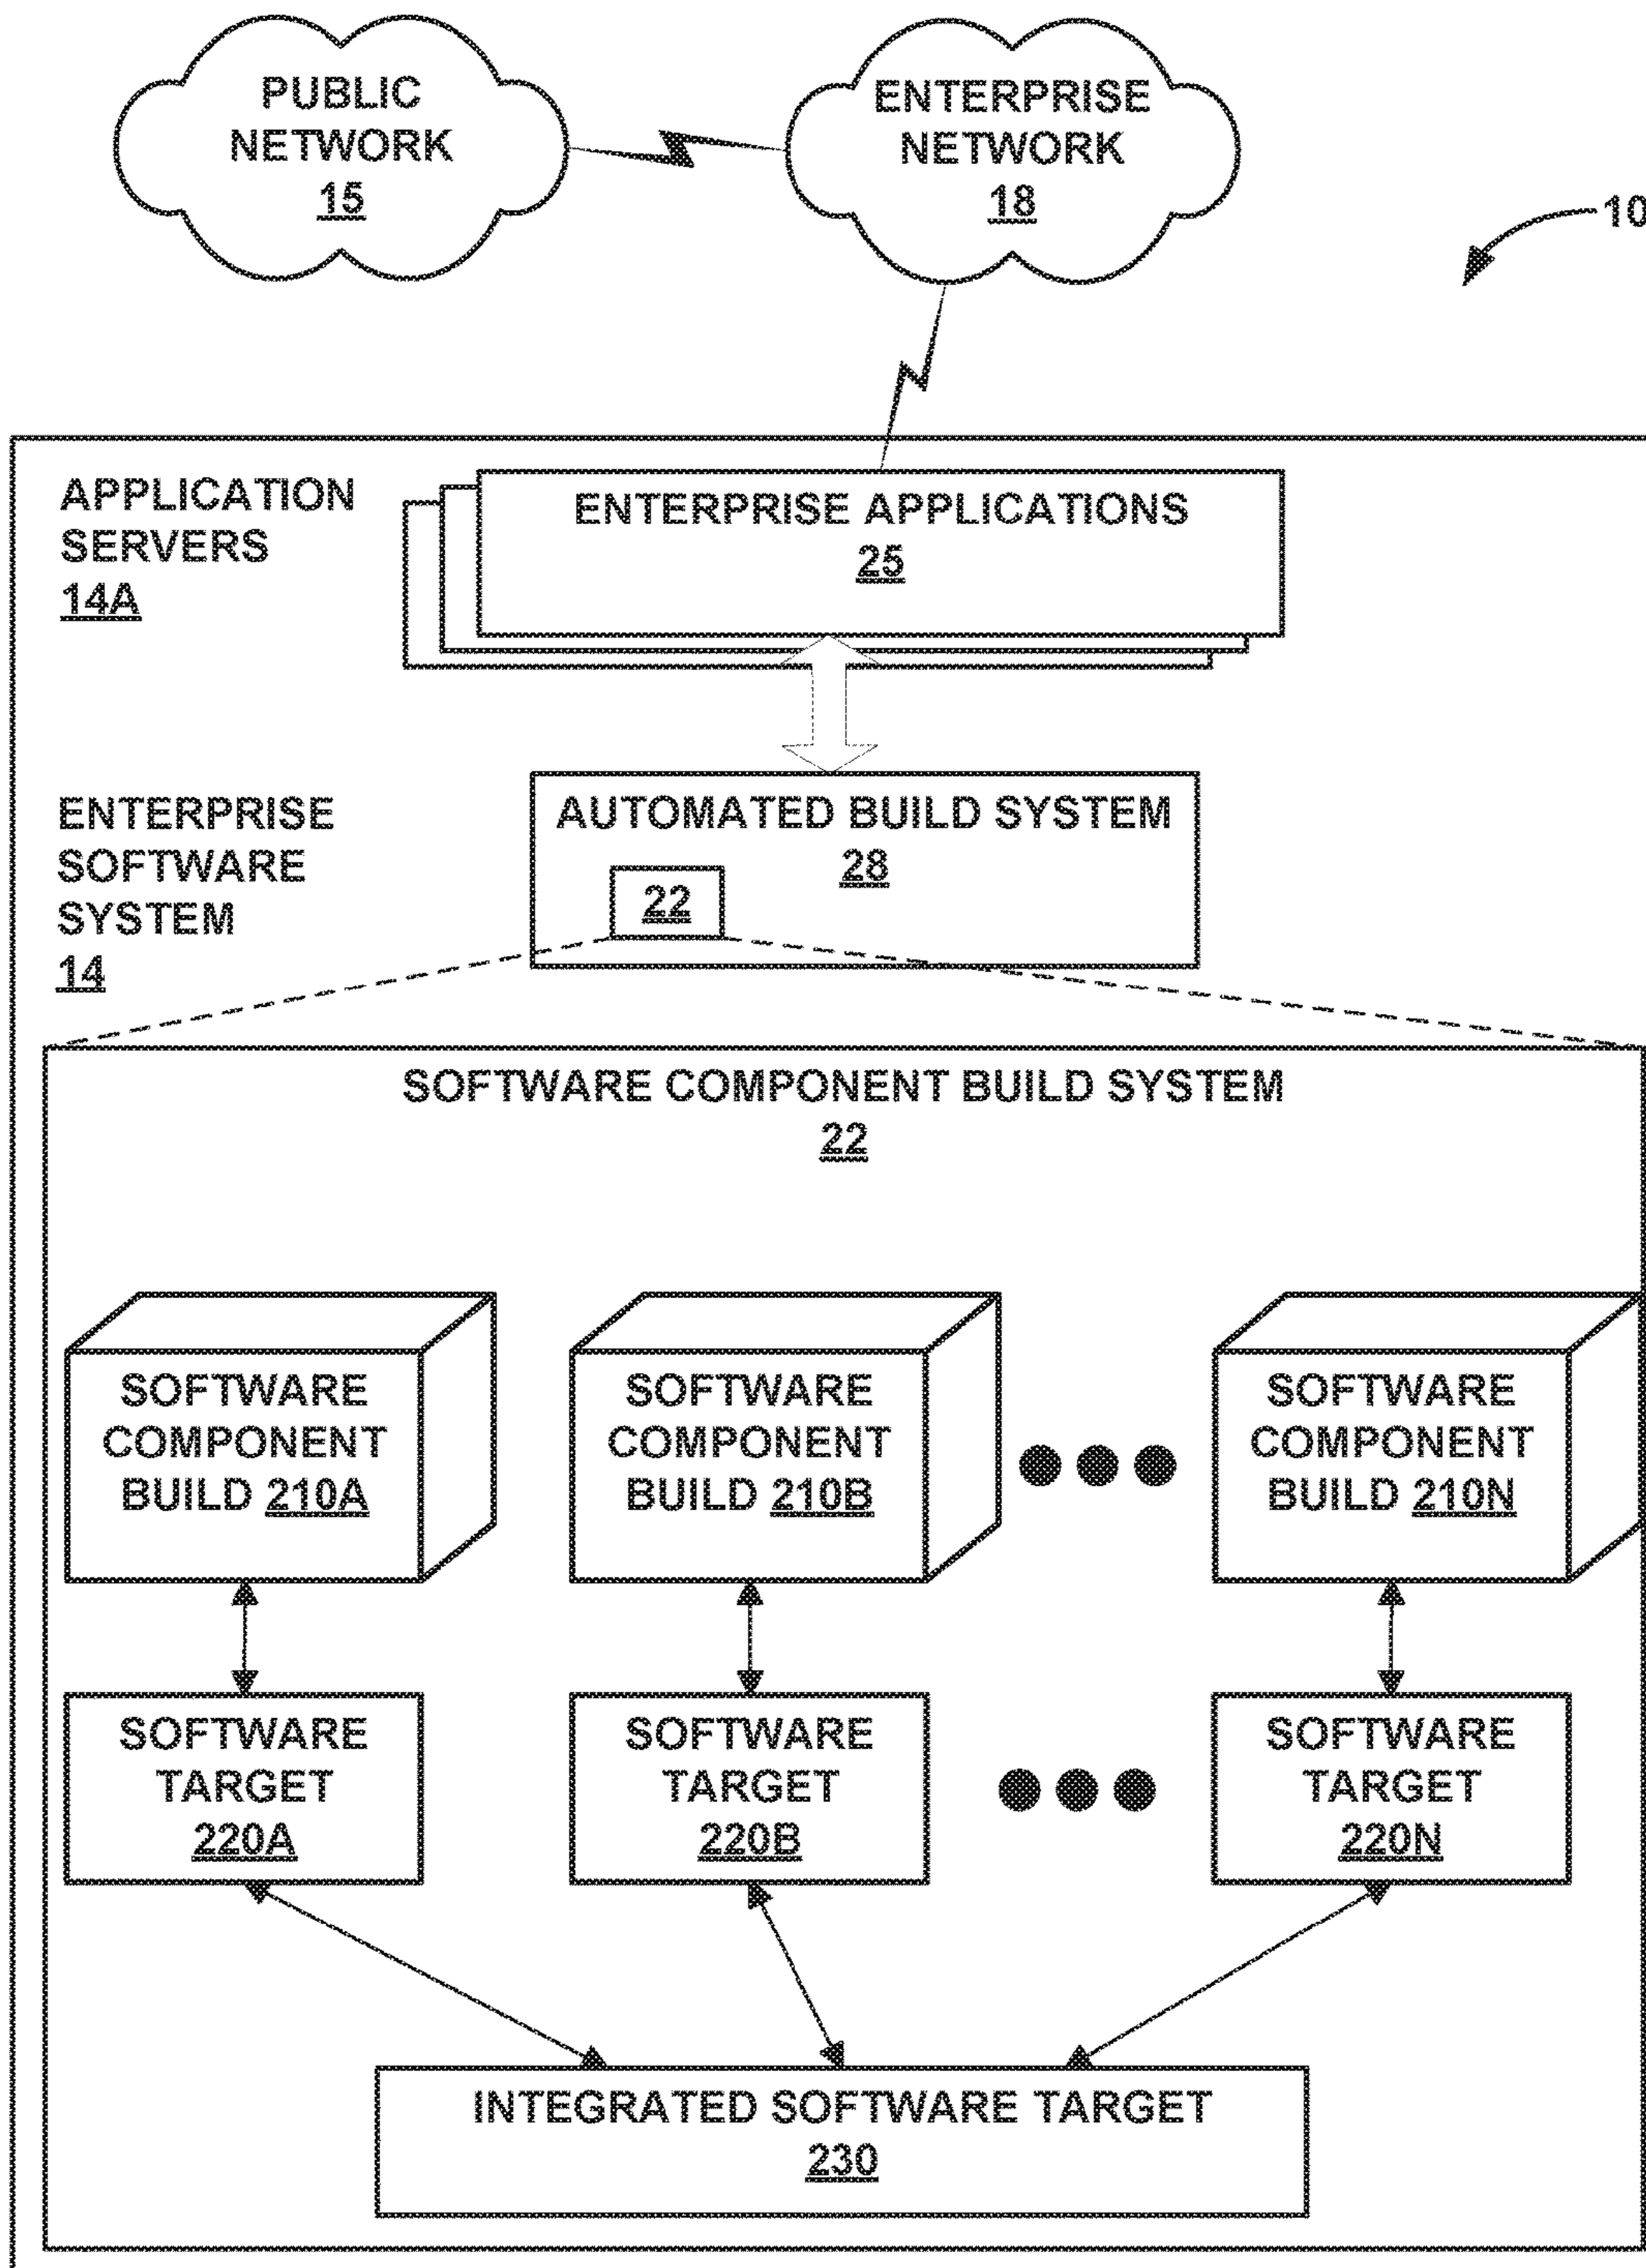 PUBLIC
NETWORK
15
ENTERPRISE
NETWORK
18
10
APPLICATION
SERVERS
14A
ENTERPRISE APPLICATIONS
25
ENTERPRISE
SOFTWARE
SYSTEM
14
AUTOMATED BUILD SYSTEM
28
22
SOFTWARE COMPONENT BUILD SYSTEM
22
SOFTWARE
COMPONENT
BUILD 210A
SOFTWARE
COMPONENT
BUILD 210B
SOFTWARE
COMPONENT
BUILD 210N
SOFTWARE
TARGET
220A
SOFTWARE
TARGET
220B
SOFTWARE
TARGET
220N
INTEGRATED SOFTWARE TARGET
230